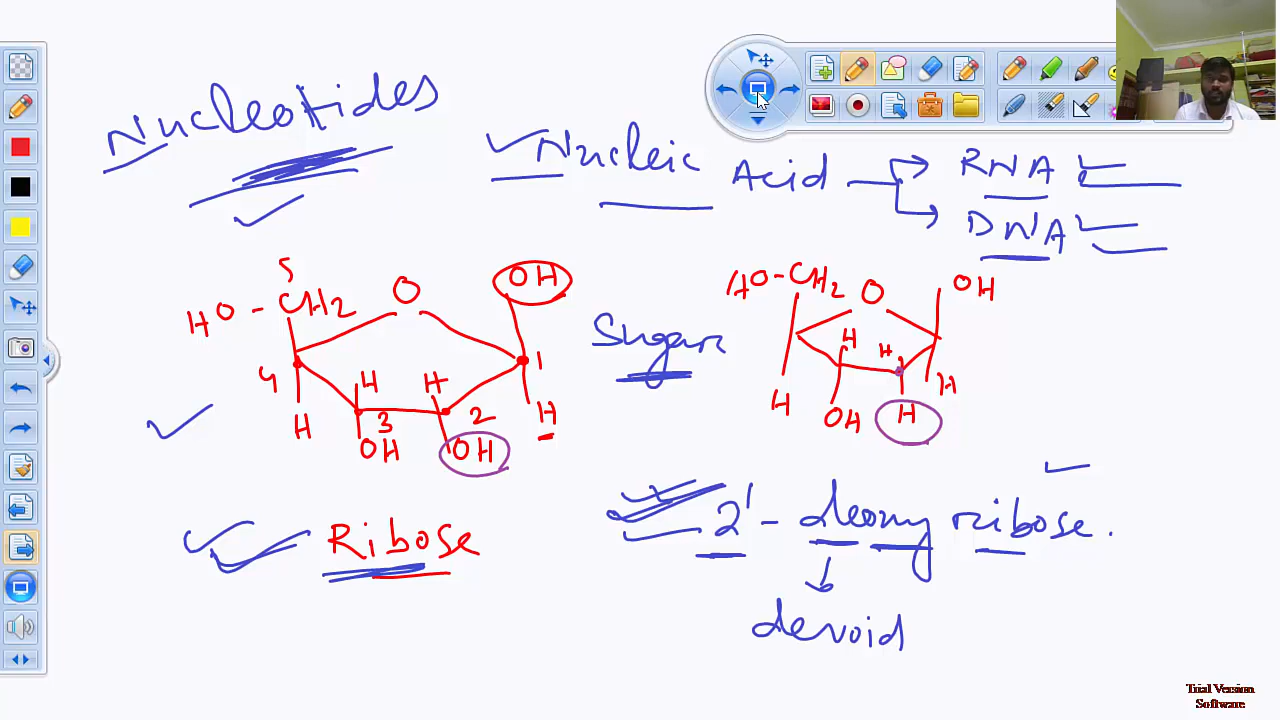 Nucleotides
Nucleic Acid → RNA
DNA
5
HO - CH2 O OH
4 H H 1
3 2
H OH OH H
Sugars
HO-CH2 O OH
H H
H OH H H
Ribose
2' - deoxy ribose.
devoid
Trial Version
Software